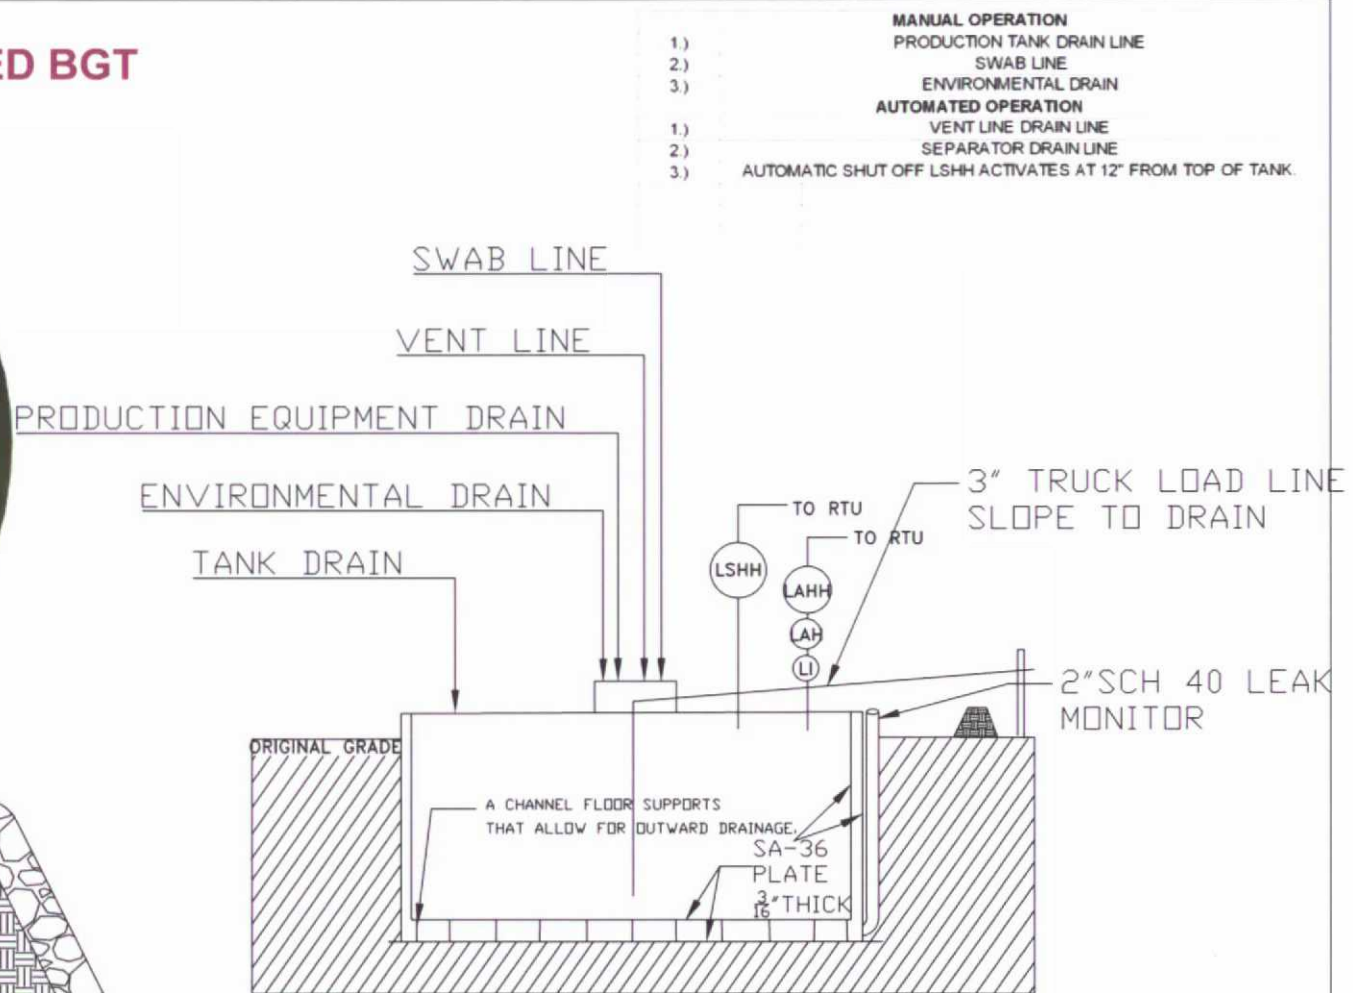 ED BGT
MANUAL OPERATION
1.) PRODUCTION TANK DRAIN LINE
2.) SWAB LINE
3.) ENVIRONMENTAL DRAIN
AUTOMATED OPERATION
1.) VENT LINE DRAIN LINE
2.) SEPARATOR DRAIN LINE
3.) AUTOMATIC SHUT OFF LSHH ACTIVATES AT 12" FROM TOP OF TANK.
SWAB LINE
VENT LINE
PRODUCTION EQUIPMENT DRAIN
ENVIRONMENTAL DRAIN
TANK DRAIN
3" TRUCK LOAD LINE
SLOPE TO DRAIN
TO RTU
TO RTU
LSHH
LAHH
LAH
LI
2"SCH 40 LEAK
MONITOR
ORIGINAL GRADE
A CHANNEL FLOOR SUPPORTS
THAT ALLOW FOR OUTWARD DRAINAGE.
SA-36
PLATE
3/16"THICK